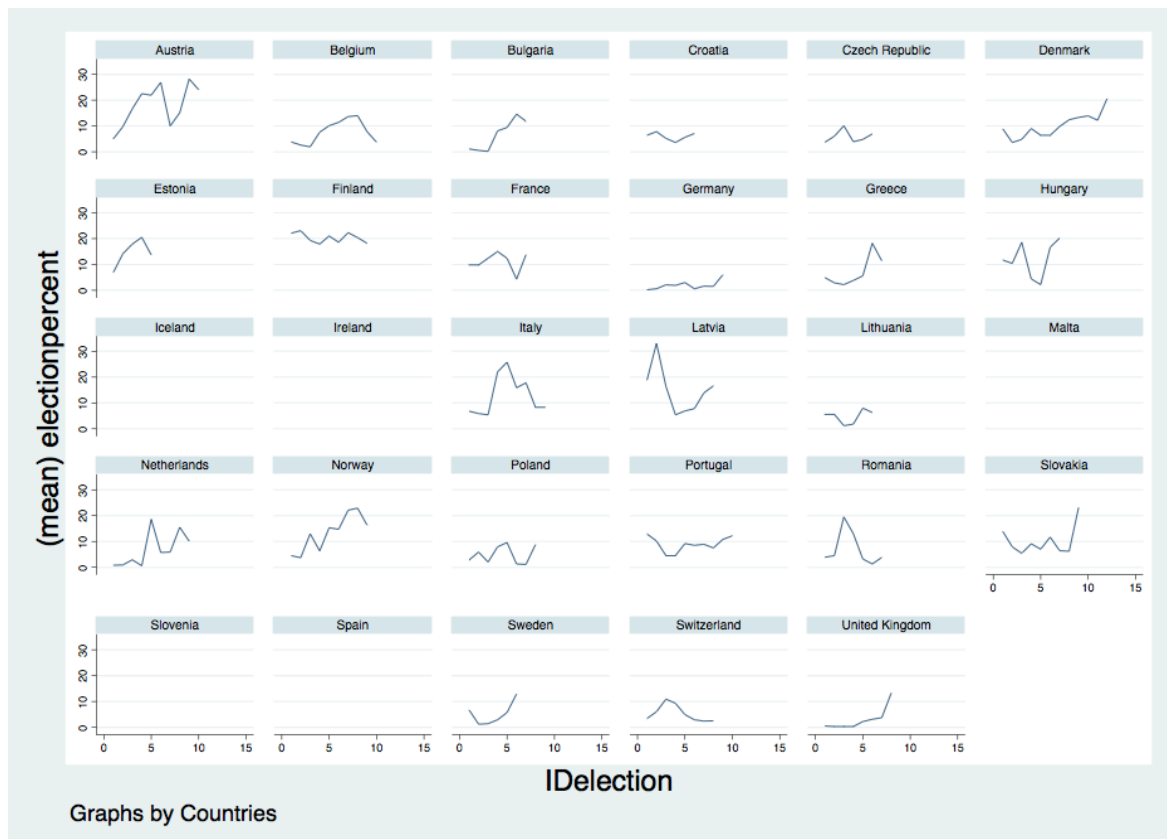 Austria Belgium Bulgaria Croatia Czech Republic Denmark
30
20
10
0
Estonia Finland France Germany Greece Hungary
30
20
10
0
Iceland Ireland Italy Latvia Lithuania Malta
30
20
10
0
Netherlands Norway Poland Portugal Romania Slovakia
30
20
10
0
0 5 10 15
Slovenia Spain Sweden Switzerland United Kingdom
30
20
10
0
0 5 10 15 0 5 10 15 0 5 10 15 0 5 10 15 0 5 10 15
(mean) electionpercent
IDelection
Graphs by Countries